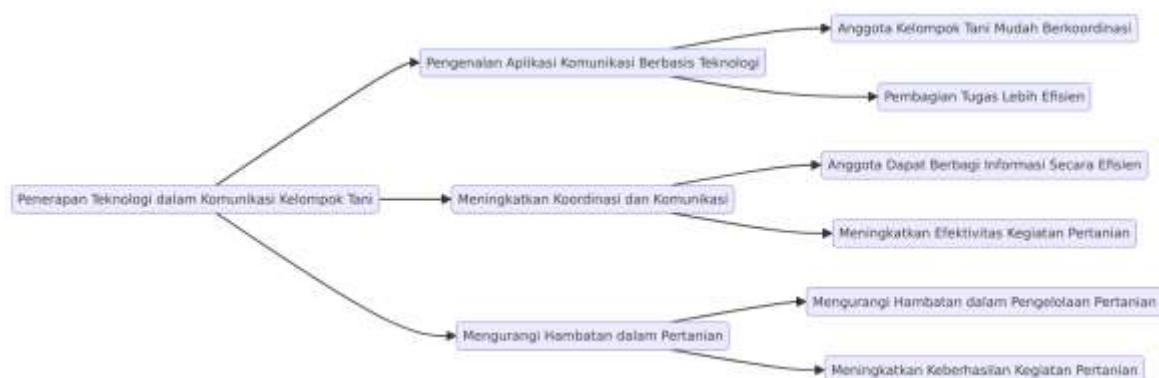 Penerapan Teknologi dalam Komunikasi Kelompok Tani
Pengenalan Aplikasi Komunikasi Berbasis Teknologi
Anggota Kelompok Tani Mudah Berkoordinasi
Pembagian Tugas Lebih Efisien
Meningkatkan Koordinasi dan Komunikasi
Anggota Dapat Berbagi Informasi Secara Efisien
Meningkatkan Efektivitas Kegiatan Pertanian
Mengurangi Hambatan dalam Pertanian
Mengurangi Hambatan dalam Pengelolaan Pertanian
Meningkatkan Keberhasilan Kegiatan Pertanian